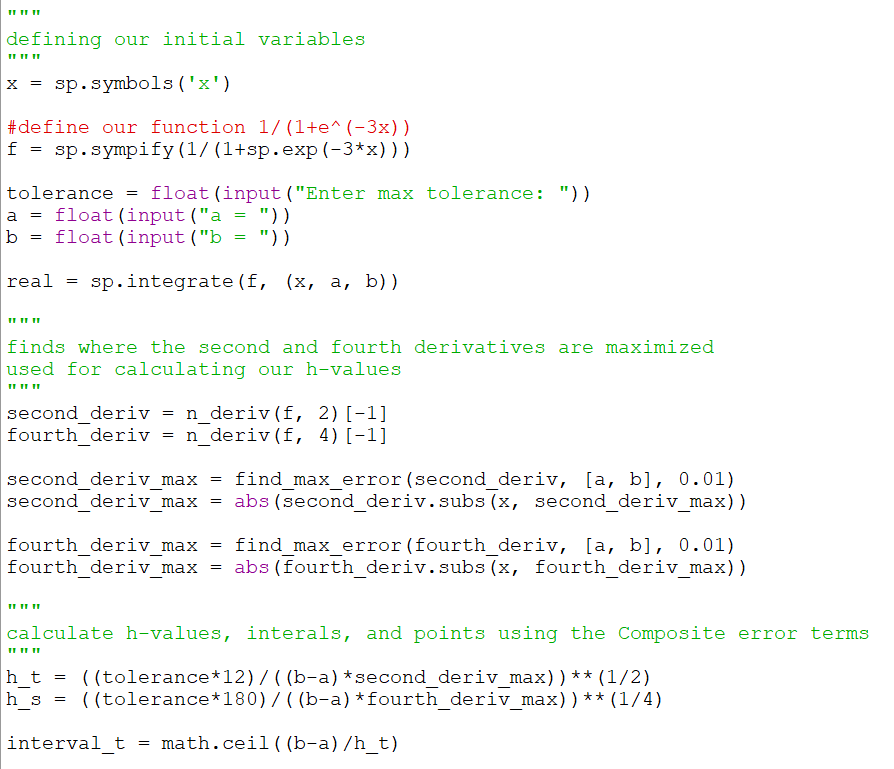 """
defining our initial variables
"""
x = sp.symbols('x')
#define our function 1/(1+e^(-3x))
f = sp.sympify(1/(1+sp.exp(-3*x)))
tolerance = float(input("Enter max tolerance: "))
a = float(input("a = "))
b = float(input("b = "))
real = sp.integrate(f, (x, a, b))
"""
finds where the second and fourth derivatives are maximized
used for calculating our h-values
"""
second_deriv = n_deriv(f, 2)[-1]
fourth_deriv = n_deriv(f, 4)[-1]
second_deriv_max = find_max_error(second_deriv, [a, b], 0.01)
second_deriv_max = abs(second_deriv.subs(x, second_deriv_max))
fourth_deriv_max = find_max_error(fourth_deriv, [a, b], 0.01)
fourth_deriv_max = abs(fourth_deriv.subs(x, fourth_deriv_max))
"""
calculate h-values, interals, and points using the Composite error terms
"""
h_t = ((tolerance*12)/((b-a)*second_deriv_max))**(1/2)
h_s = ((tolerance*180)/((b-a)*fourth_deriv_max))**(1/4)
interval_t = math.ceil((b-a)/h_t)